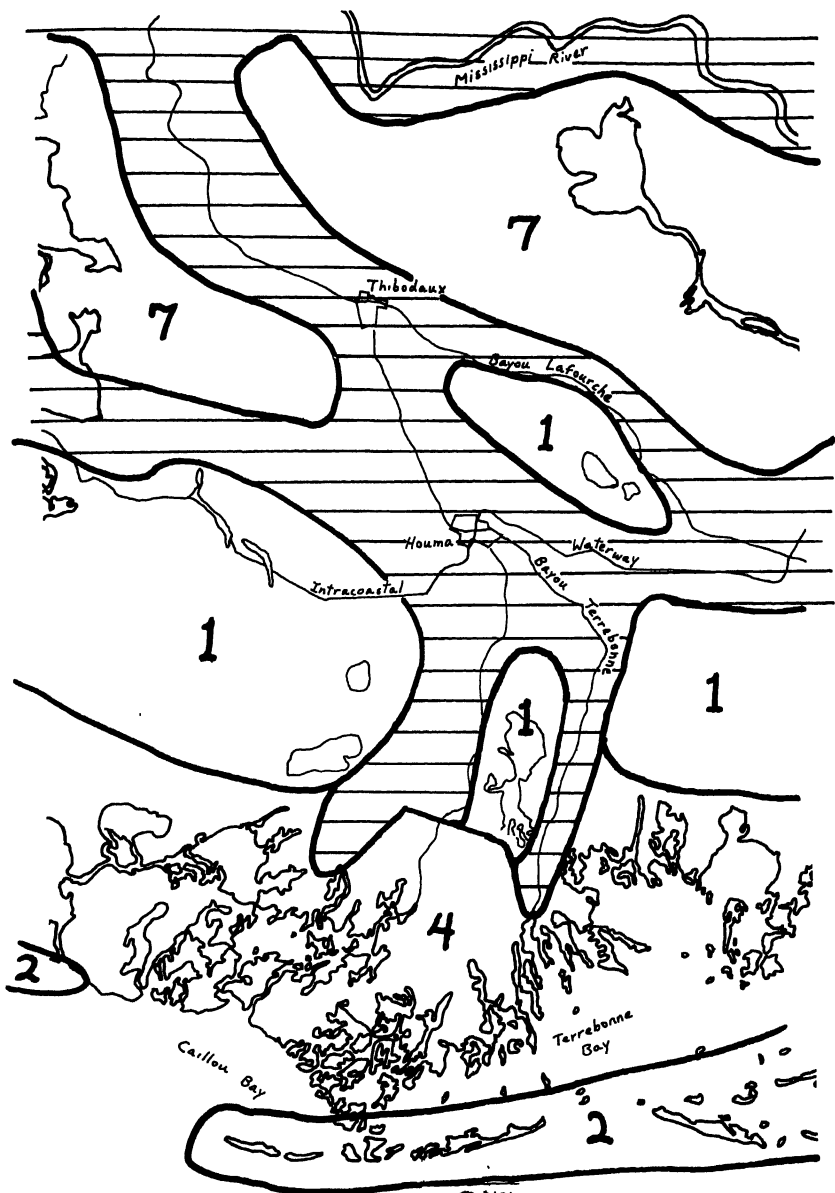 Mississippi River
7
Thibodaux
7
Bayou Lafourche
1
Houma
Waterway
Bayou Terrebonne
Intracoastal
1
1
1
4
2
Terrebonne
Bay
Caillou Bay
2